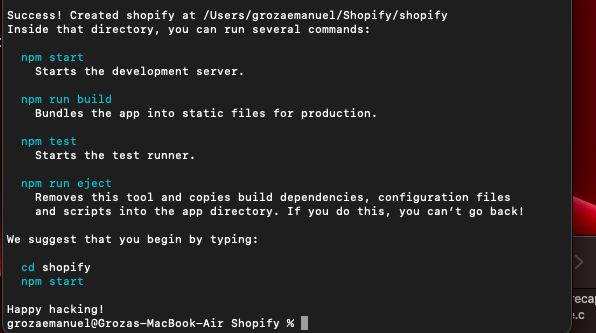 Success! Created shopify at /Users/grozaemanuel/Shopify/shopify
Inside that directory, you can run several commands:
npm start
Starts the development server.
npm run build
Bundles the app into static files for production.
npm test
Starts the test runner.
npm run eject
Removes this tool and copies build dependencies, configuration files
and scripts into the app directory. If you do this, you can’t go back!
We suggest that you begin by typing:
cd shopify
npm start
Happy hacking!
grozaemanuel@Grozas-MacBook-Air Shopify %